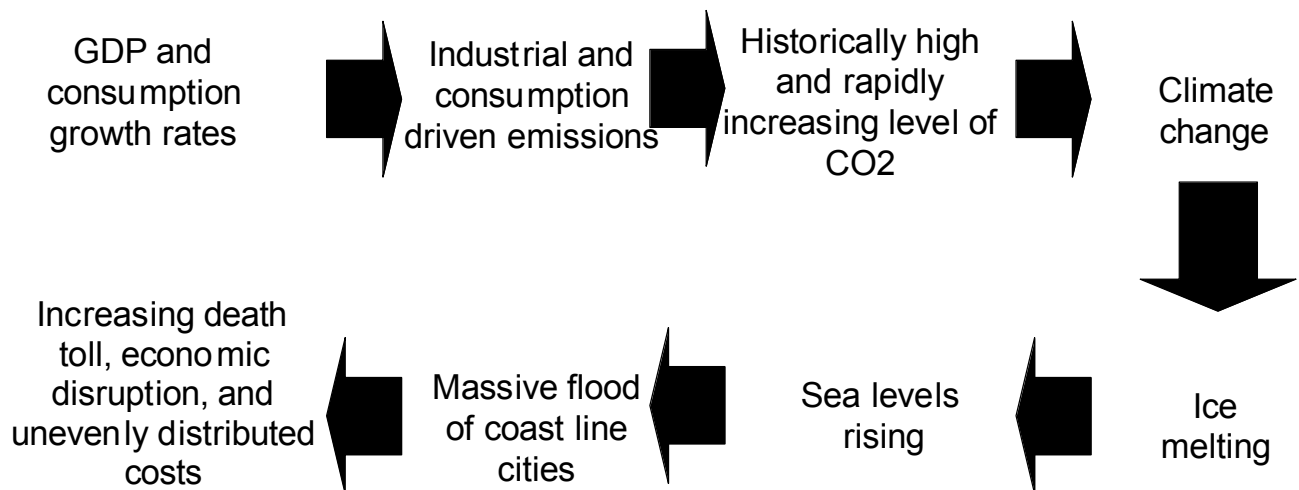 GDP and
consumption
growth rates
Industrial and
consumption
driven emissions
Historically high
and rapidly
increasing level of
CO2
Climate
change
Ice
melting
Sea levels
rising
Massive flood
of coast line
cities
Increasing death
toll, economic
disruption, and
unevenly distributed
costs